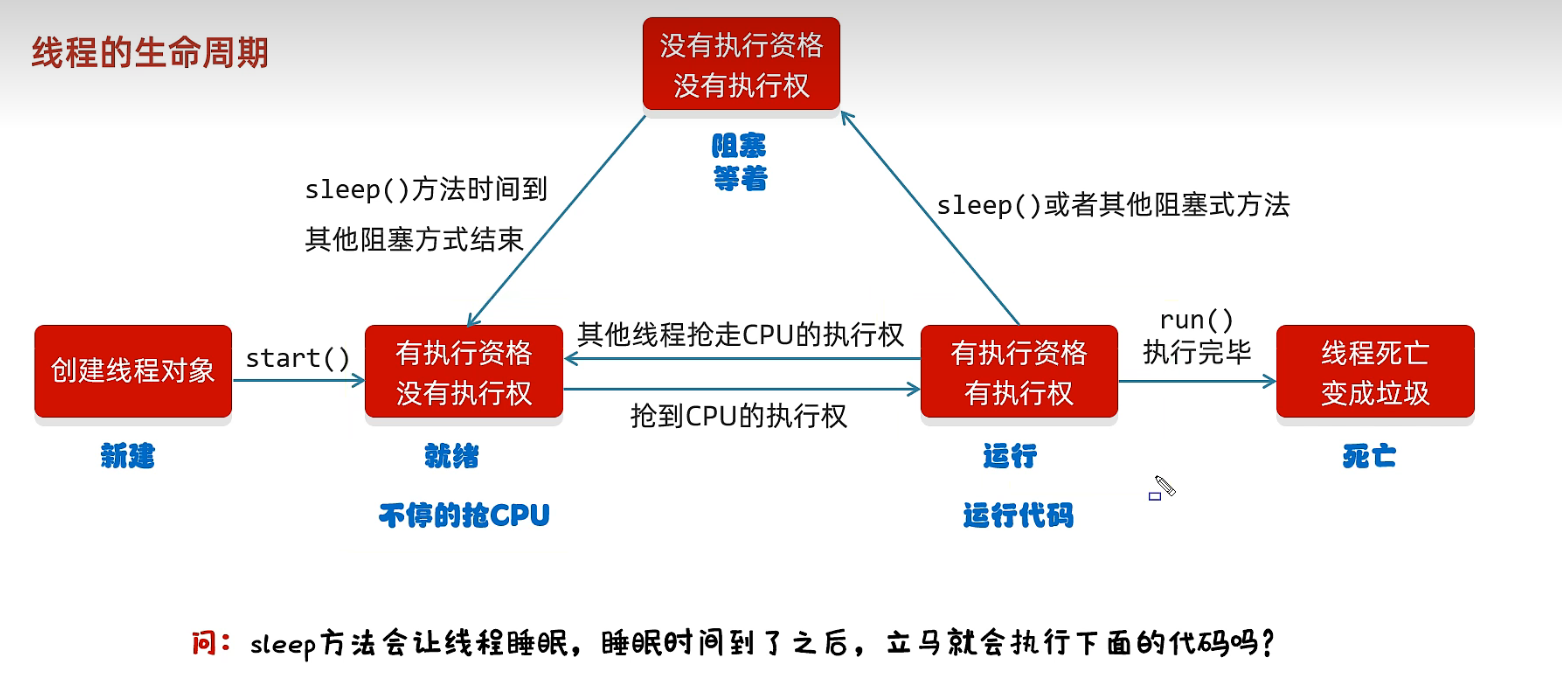 线程的生命周期
没有执行资格
没有执行权
阻塞
等着
sleep()方法时间到
其他阻塞方式结束
sleep()或者其他阻塞式方法
创建线程对象
新建
start()
有执行资格
没有执行权
就绪
不停的抢CPU
其他线程抢走CPU的执行权
抢到CPU的执行权
有执行资格
有执行权
运行
运行代码
run()
执行完毕
线程死亡
变成垃圾
死亡
问：sleep方法会让线程睡眠，睡眠时间到了之后，立马就会执行下面的代码吗？